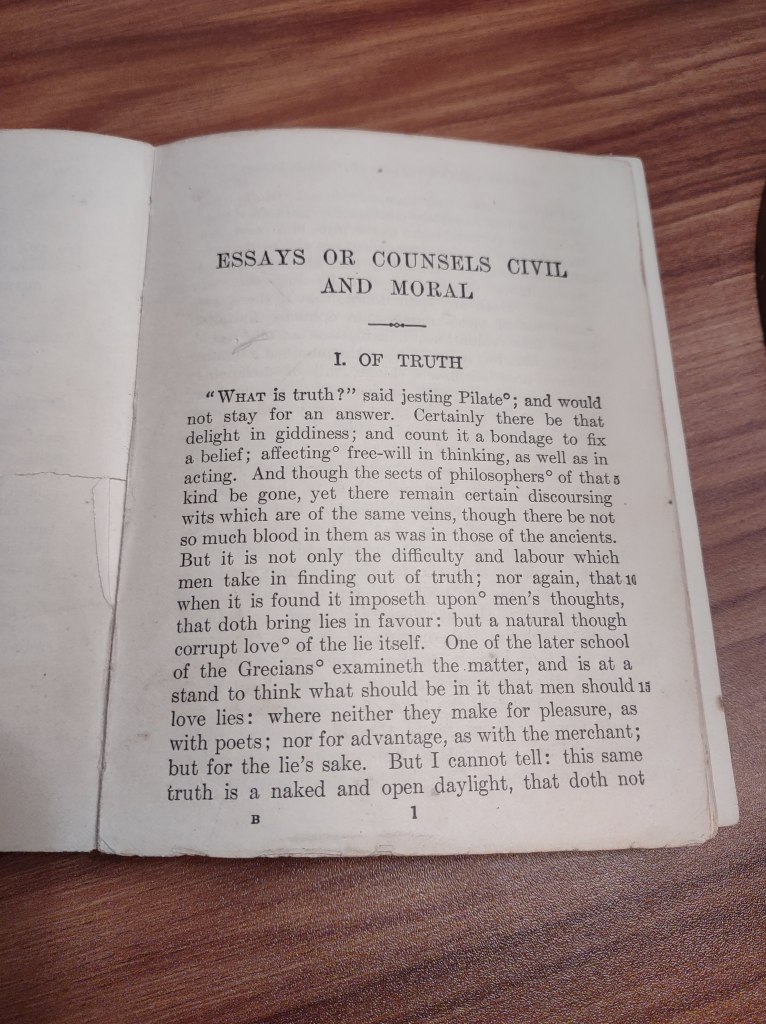 ESSAYS OR COUNSELS CIVIL
AND MORAL
I. OF TRUTH
“WHAT is truth?” said jesting Pilate°; and would
not stay for an answer. Certainly there be that
delight in giddiness; and count it a bondage to fix
a belief; affecting° free-will in thinking, as well as in
acting. And though the sects of philosophers° of that 5
kind be gone, yet there remain certain discoursing
wits which are of the same veins, though there be not
so much blood in them as was in those of the ancients.
But it is not only the difficulty and labour which
men take in finding out of truth; nor again, that 10
when it is found it imposeth upon° men's thoughts,
that doth bring lies in favour: but a natural though
corrupt love° of the lie itself. One of the later school
of the Grecians° examineth the matter, and is at a
stand to think what should be in it that men should 15
love lies: where neither they make for pleasure, as
with poets; nor for advantage, as with the merchant;
but for the lie's sake. But I cannot tell: this same
truth is a naked and open daylight, that doth not
B 1